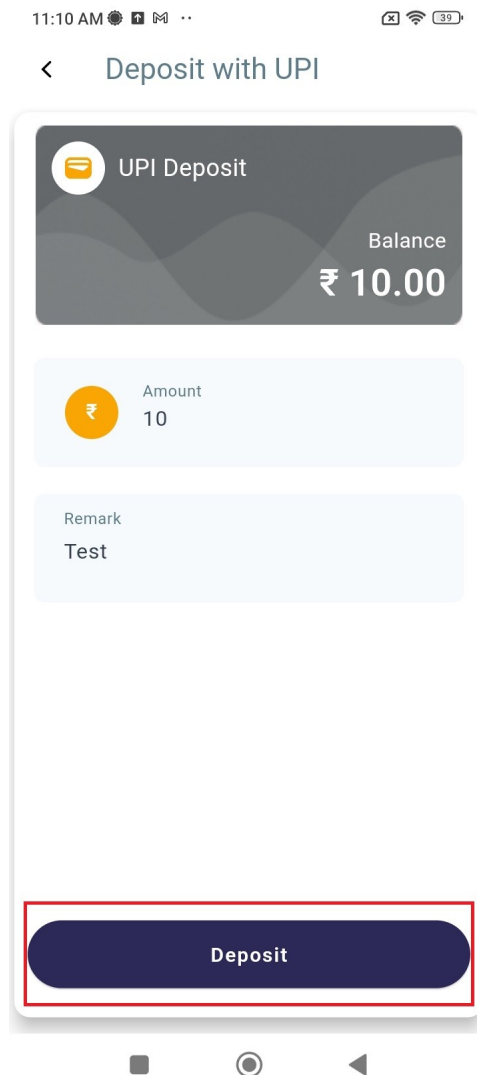 11:10 AM
39
Deposit with UPI
UPI Deposit
Balance
₹ 10.00
Amount
₹
10
Remark
Test
Deposit